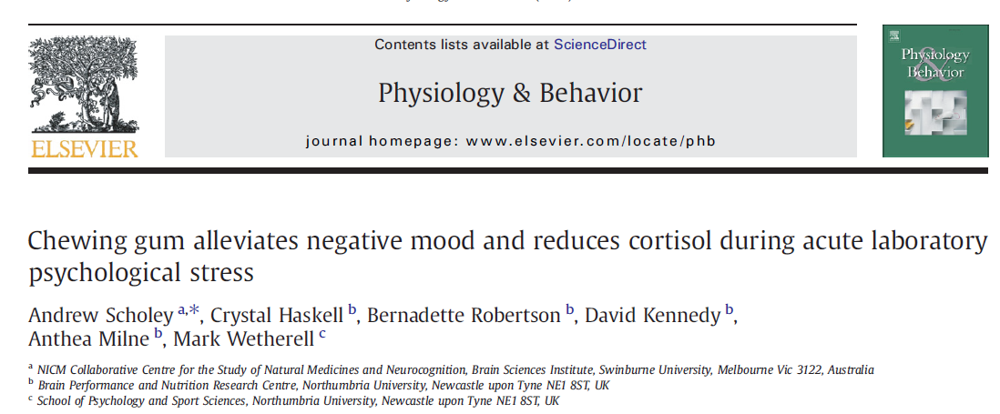 Contents lists available at ScienceDirect
Physiology & Behavior
journal homepage: www.elsevier.com/locate/phb
ELSEVIER
Physiology
&
Behavior
Chewing gum alleviates negative mood and reduces cortisol during acute laboratory
psychological stress
Andrew Scholey a,*, Crystal Haskell b, Bernadette Robertson b, David Kennedy b,
Anthea Milne b, Mark Wetherell c
a NICM Collaborative Centre for the Study of Natural Medicines and Neurocognition, Brain Sciences Institute, Swinburne University, Melbourne Vic 3122, Australia
b Brain Performance and Nutrition Research Centre, Northumbria University, Newcastle upon Tyne NE1 8ST, UK
c School of Psychology and Sport Sciences, Northumbria University, Newcastle upon Tyne NE1 8ST, UK